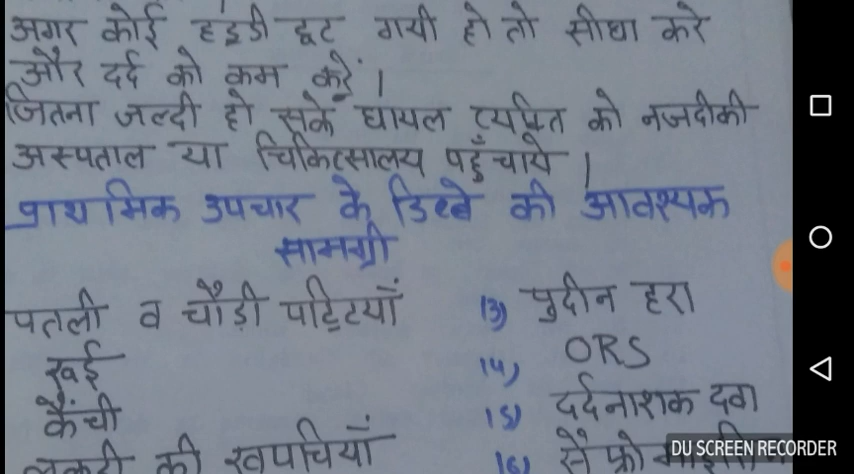 अगर कोई हड्डी टूट गयी हो तो सीधा करे
और दर्द को कम करें।
जितना जल्दी हो सके घायल व्यक्ति को नजदीकी
अस्पताल या चिकित्सालय पहुँचाये।
प्राथमिक उपचार के डिब्बे की आवश्यक
सामग्री
पतली व चौड़ी पट्टियाँ
रूई
कैंची
लकडी की खपचियाँ
13) पुदीन हरा
14) ORS
15) दर्दनाशक दवा
16)
DU SCREEN RECORDER